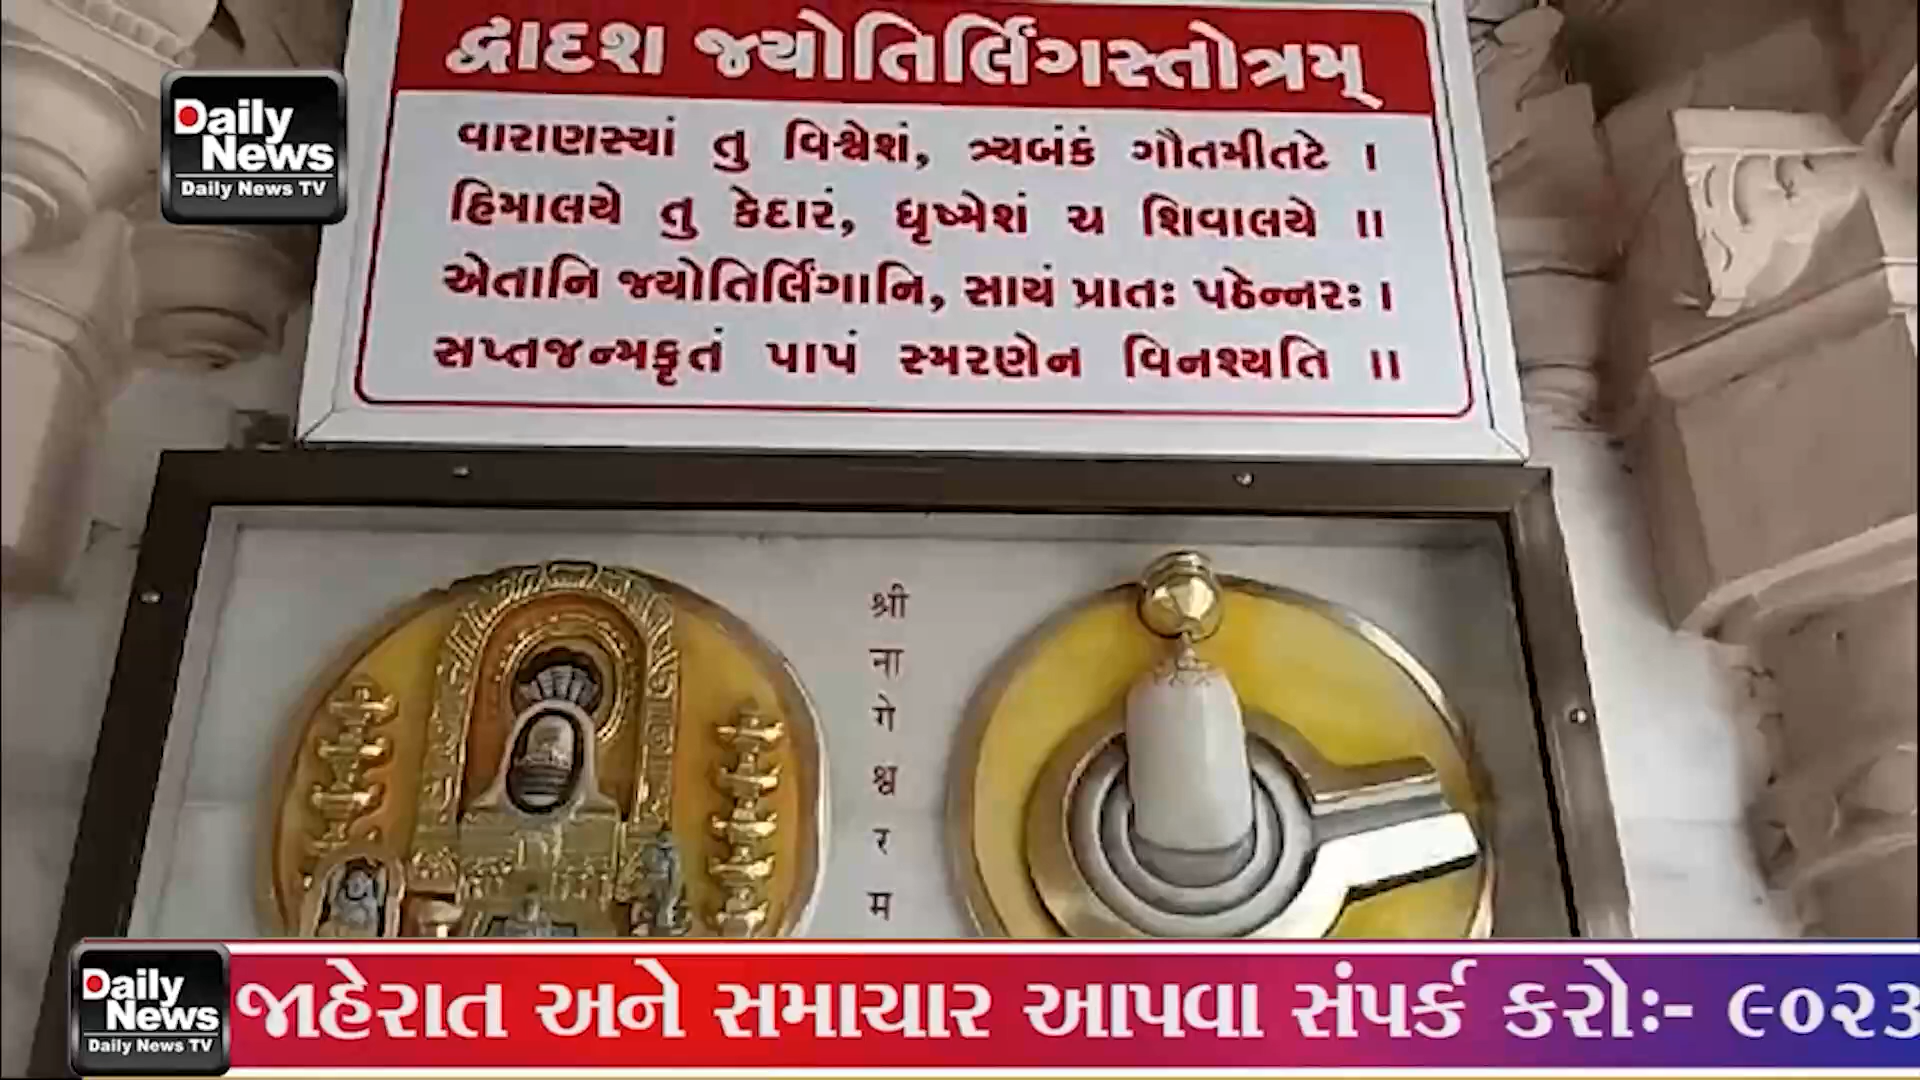 દ્વાદશ જ્યોતિર્લિંગસ્તોત્રમ્
વારાણસ્યાં તુ વિશ્વેશં, ત્ર્યબંકં ગૌતમીતટે ।
હિમાલયે તુ કેદારં, ધૃષ્મેશં ચ શિવાલયે ॥
એતાનિ જ્યોતિર્લિંગાનિ, સાયં પ્રાતઃ પઠેન્નરઃ ।
સપ્તજન્મકૃતં પાપં સ્મરણેન વિનશ્યતિ ॥
Daily
News
Daily News TV
श्री
ना
गे
श्व
र
म
Daily
News
Daily News TV
જાહેરાત અને સમાચાર આપવા સંપર્ક કરોઃ- ૯૦૨૩